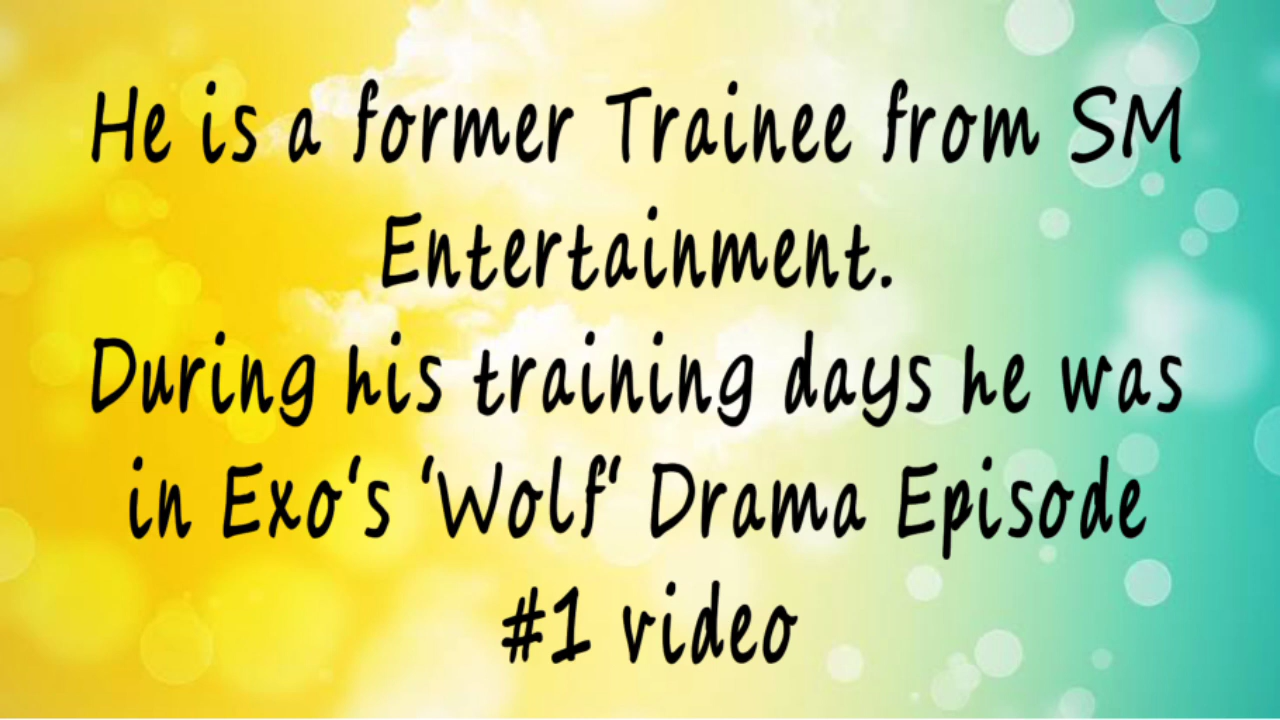 He is a former Trainee from SM
Entertainment.
During his training days he was
in Exo‘s ‘Wolf‘ Drama Episode
#1 video